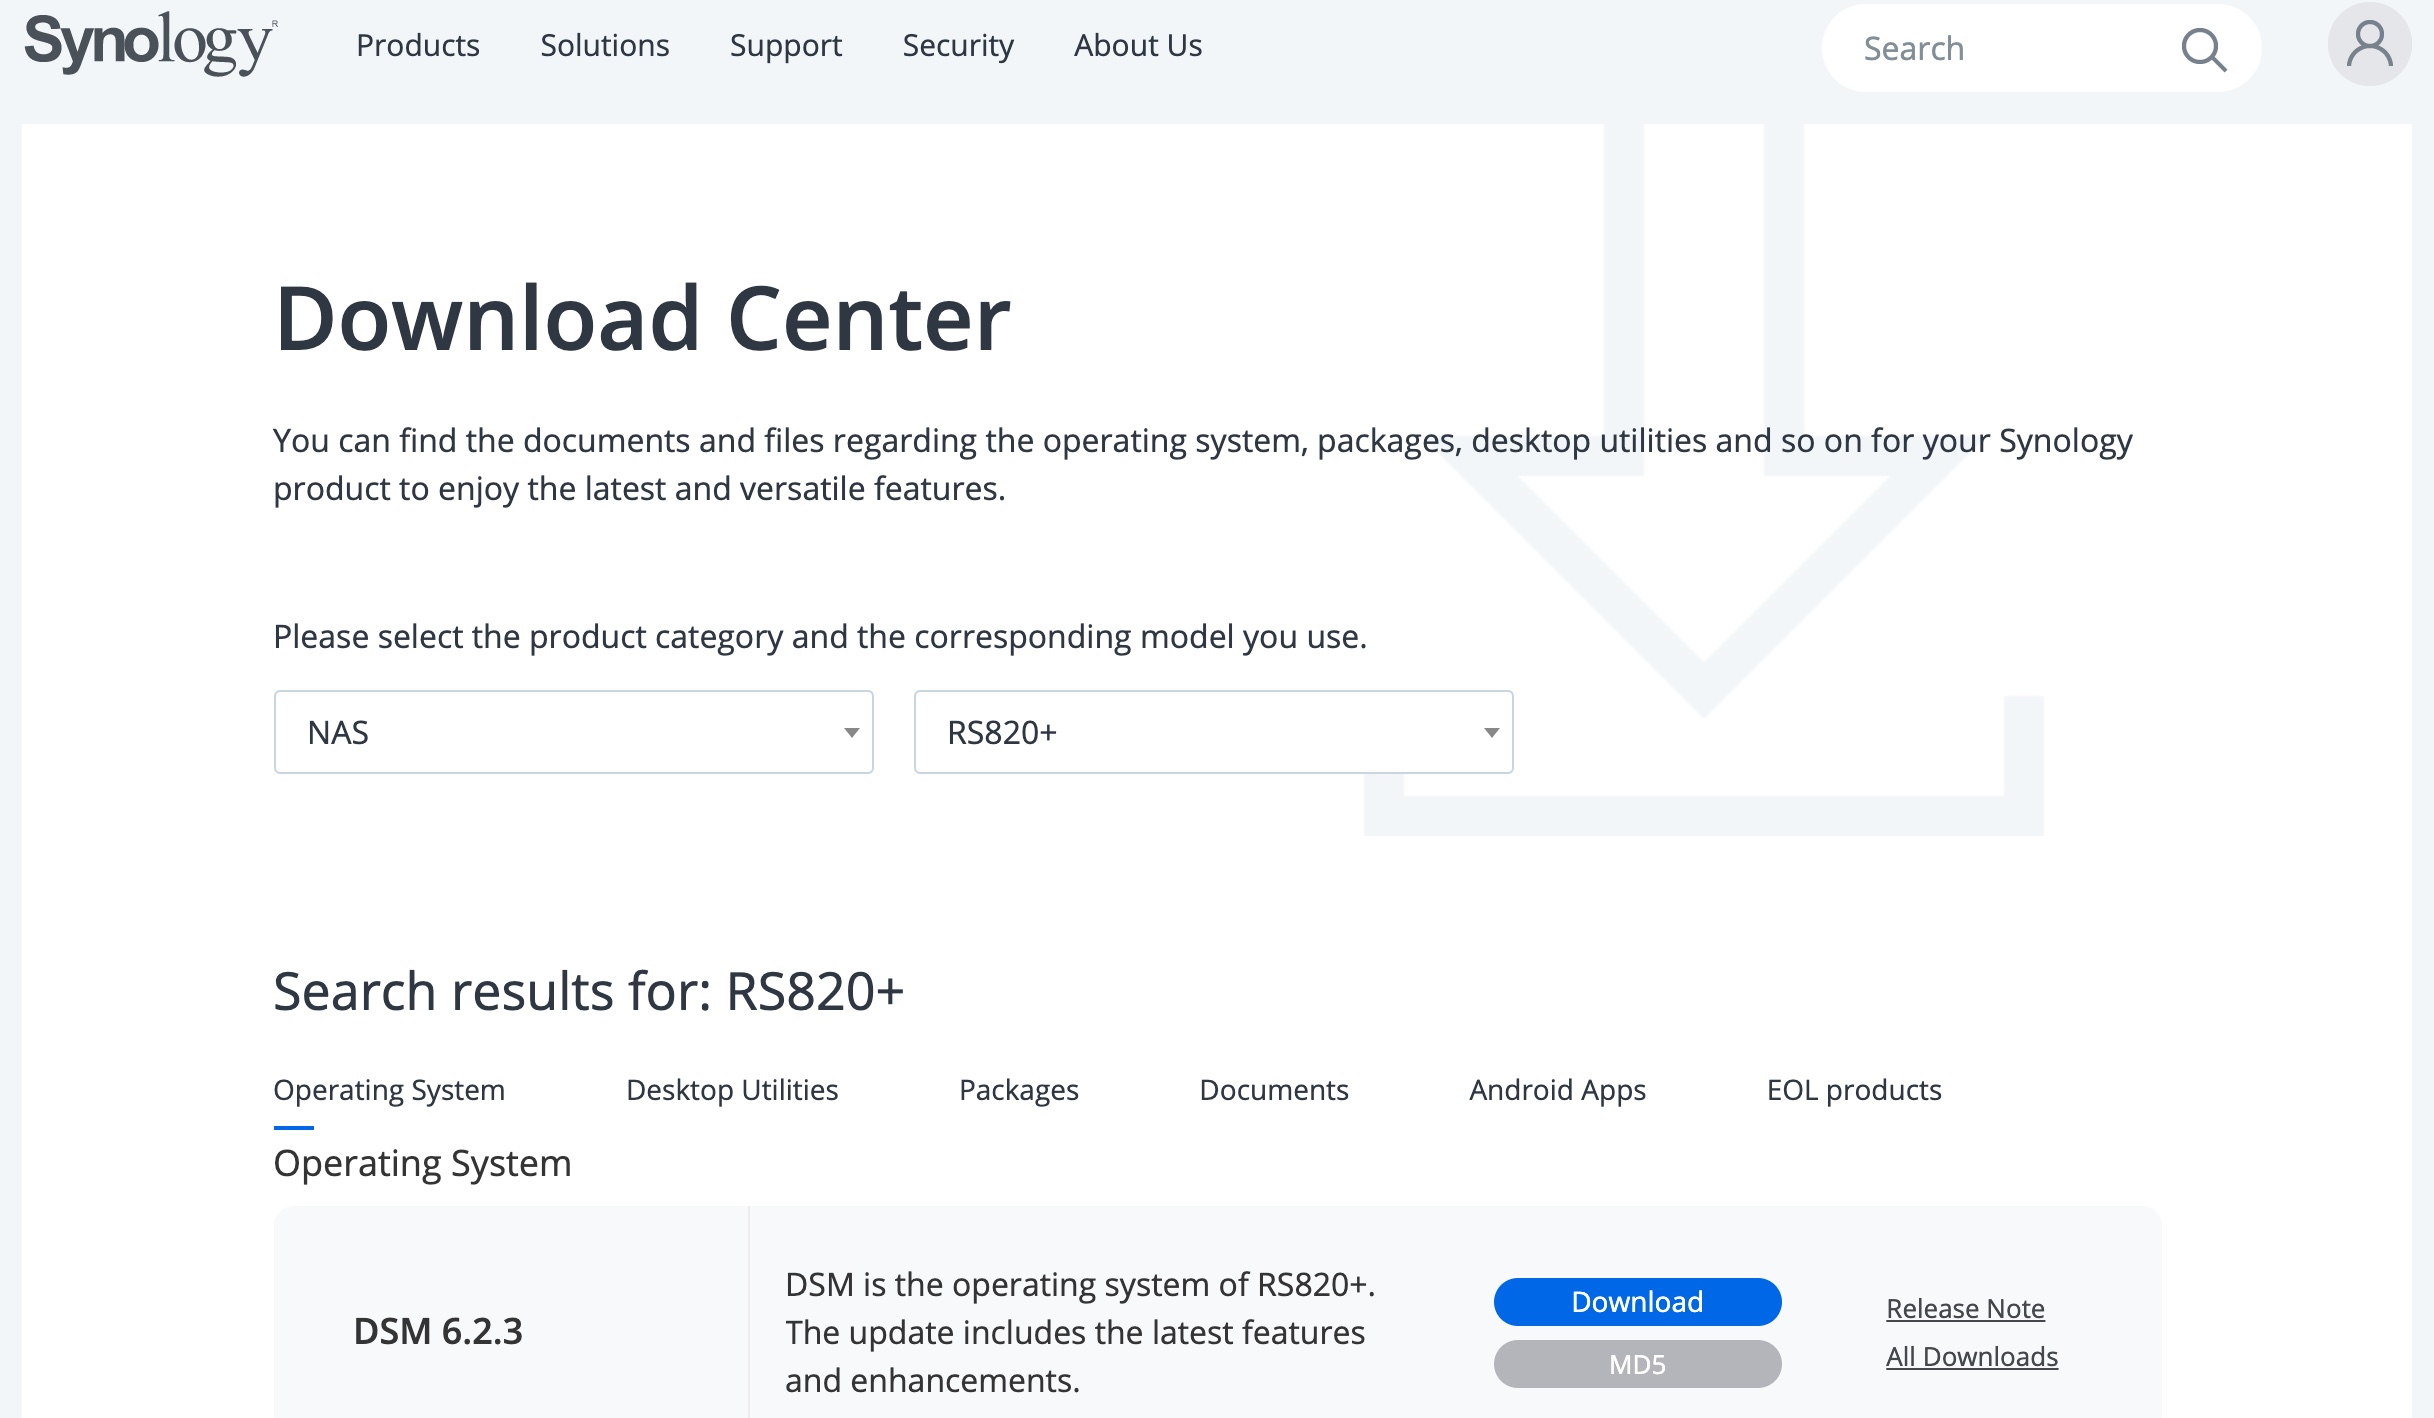 Synology R
Products Solutions Support Security About Us
Search
Download Center
You can find the documents and files regarding the operating system, packages, desktop utilities and so on for your Synology
product to enjoy the latest and versatile features.
Please select the product category and the corresponding model you use.
NAS
RS820+
Search results for: RS820+
Operating System Desktop Utilities Packages Documents Android Apps EOL products
Operating System
DSM 6.2.3
DSM is the operating system of RS820+.
The update includes the latest features
and enhancements.
Download
MD5
Release Note
All Downloads